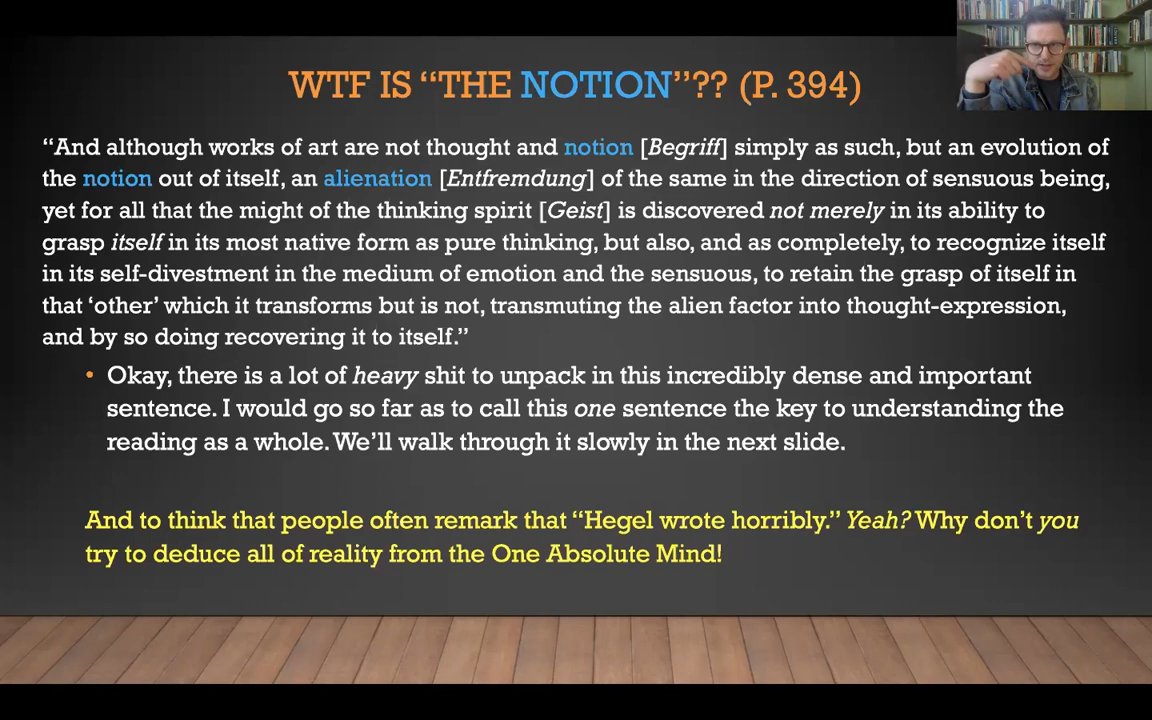 WTF IS “THE NOTION”?? (P. 394)
“And although works of art are not thought and notion [Begriff] simply as such, but an evolution of
the notion out of itself, an alienation [Entfremdung] of the same in the direction of sensuous being,
yet for all that the might of the thinking spirit [Geist] is discovered not merely in its ability to
grasp itself in its most native form as pure thinking, but also, and as completely, to recognize itself
in its self-divestment in the medium of emotion and the sensuous, to retain the grasp of itself in
that ‘other’ which it transforms but is not, transmuting the alien factor into thought-expression,
and by so doing recovering it to itself.”
• Okay, there is a lot of heavy shit to unpack in this incredibly dense and important
sentence. I would go so far as to call this one sentence the key to understanding the
reading as a whole. We’ll walk through it slowly in the next slide.
And to think that people often remark that “Hegel wrote horribly.” Yeah? Why don’t you
try to deduce all of reality from the One Absolute Mind!